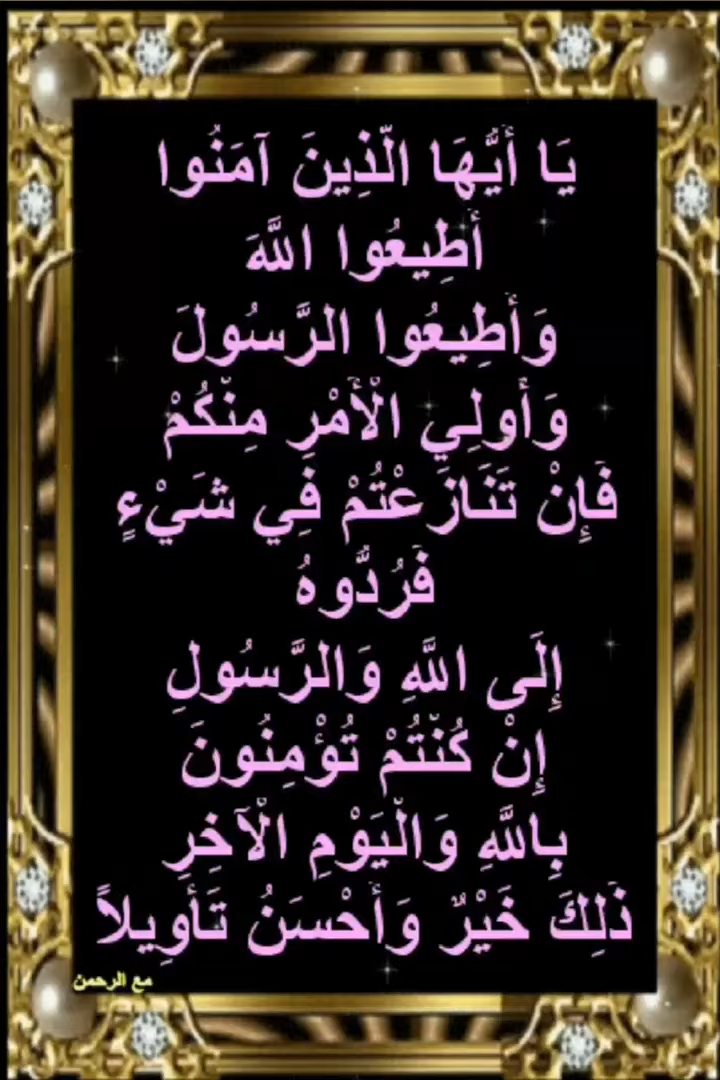 يَا أَيُّهَا الَّذِينَ آمَنُوا
أَطِيعُوا اللَّهَ
وَأَطِيعُوا الرَّسُولَ
وَأُولِي الْأَمْرِ مِنْكُمْ
فَإِنْ تَنَازَعْتُمْ فِي شَيْءٍ
فَرُدُّوهُ
إِلَى اللَّهِ وَالرَّسُولِ
إِنْ كُنْتُمْ تُؤْمِنُونَ
بِاللَّهِ وَالْيَوْمِ الْآخِرِ
ذَلِكَ خَيْرٌ وَأَحْسَنُ تَأْوِيلاً
مع الرحمن